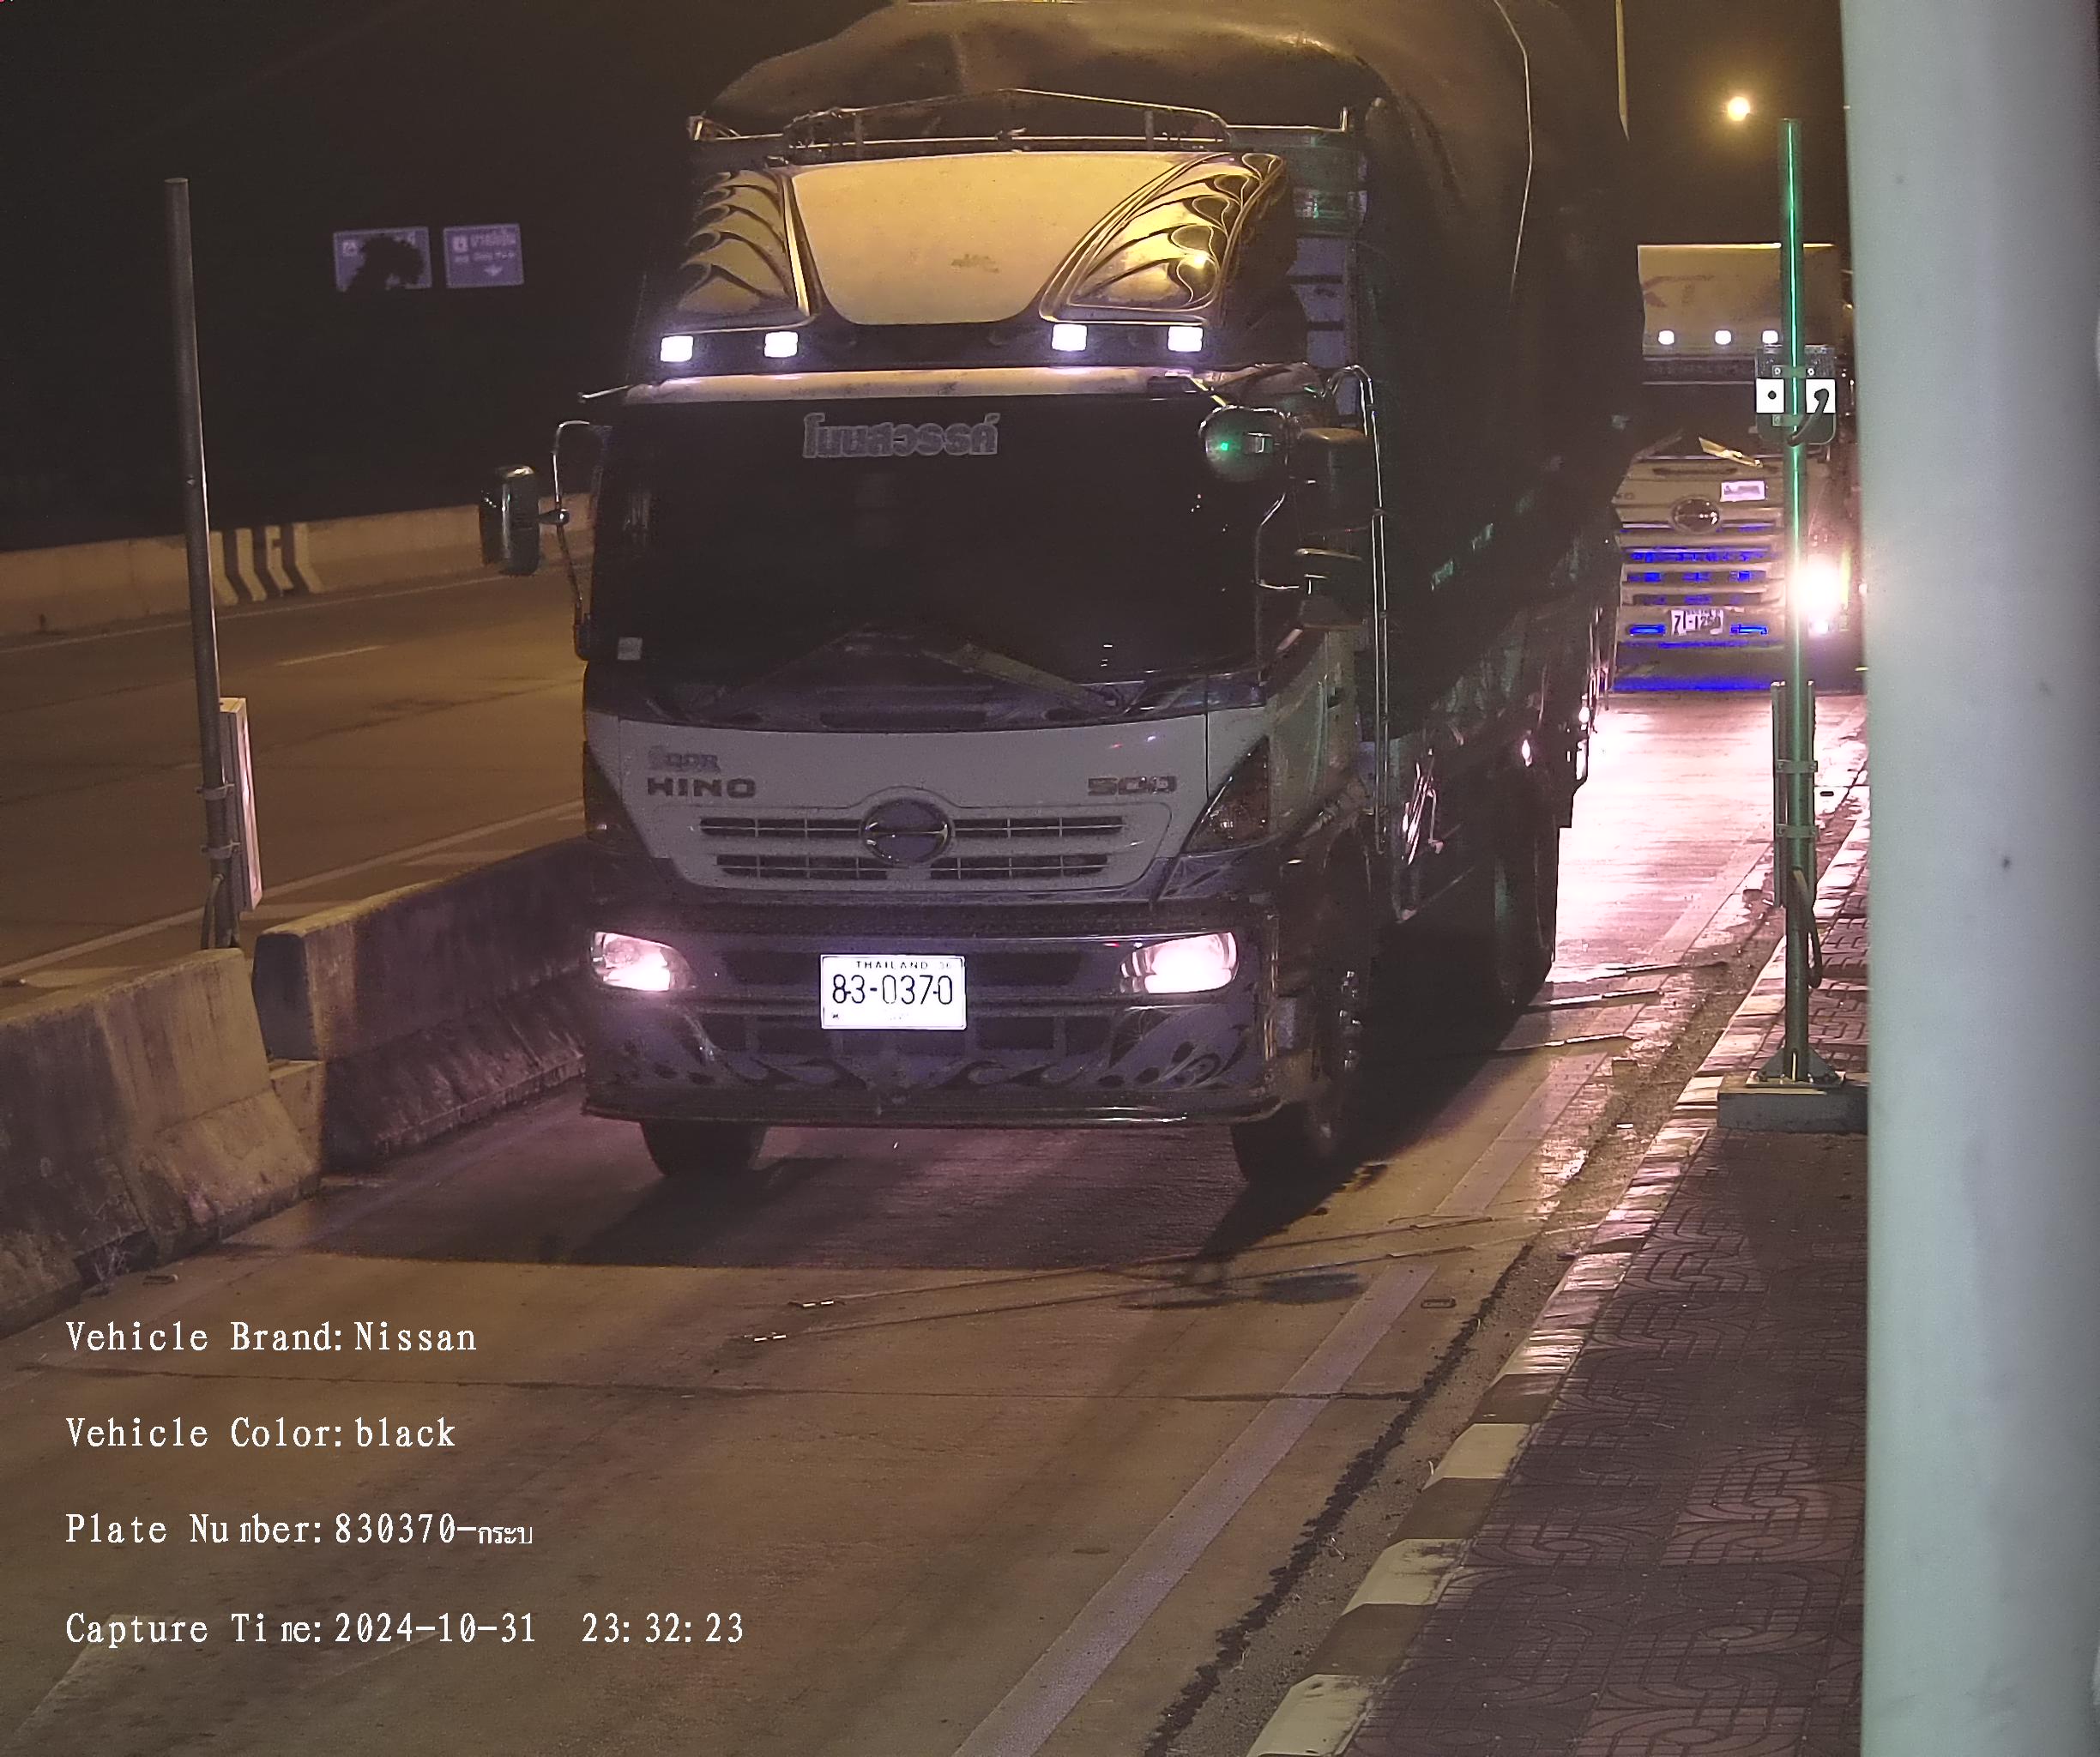 โนนสวรรค์
HINO
500
THAILAND 36
83-0370
Vehicle Brand:Nissan
Vehicle Color:black
Plate Number:830370-กระบ
Capture Time:2024-10-31 23:32:23